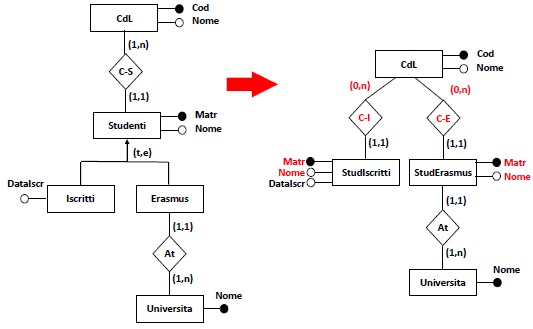 Cod
CdL
Nome
(1,n)
C-S
(1,1)
Matr
Studenti
Nome
(t,e)
DataIscr
Iscritti
Erasmus
(1,1)
At
(1,n)
Nome
Universita
Cod
CdL
Nome
(0,n)
(0,n)
C-I
C-E
(1,1)
(1,1)
Matr
Nome
DataIscr
StudIscritti
StudErasmus
Matr
Nome
(1,1)
At
(1,n)
Nome
Universita